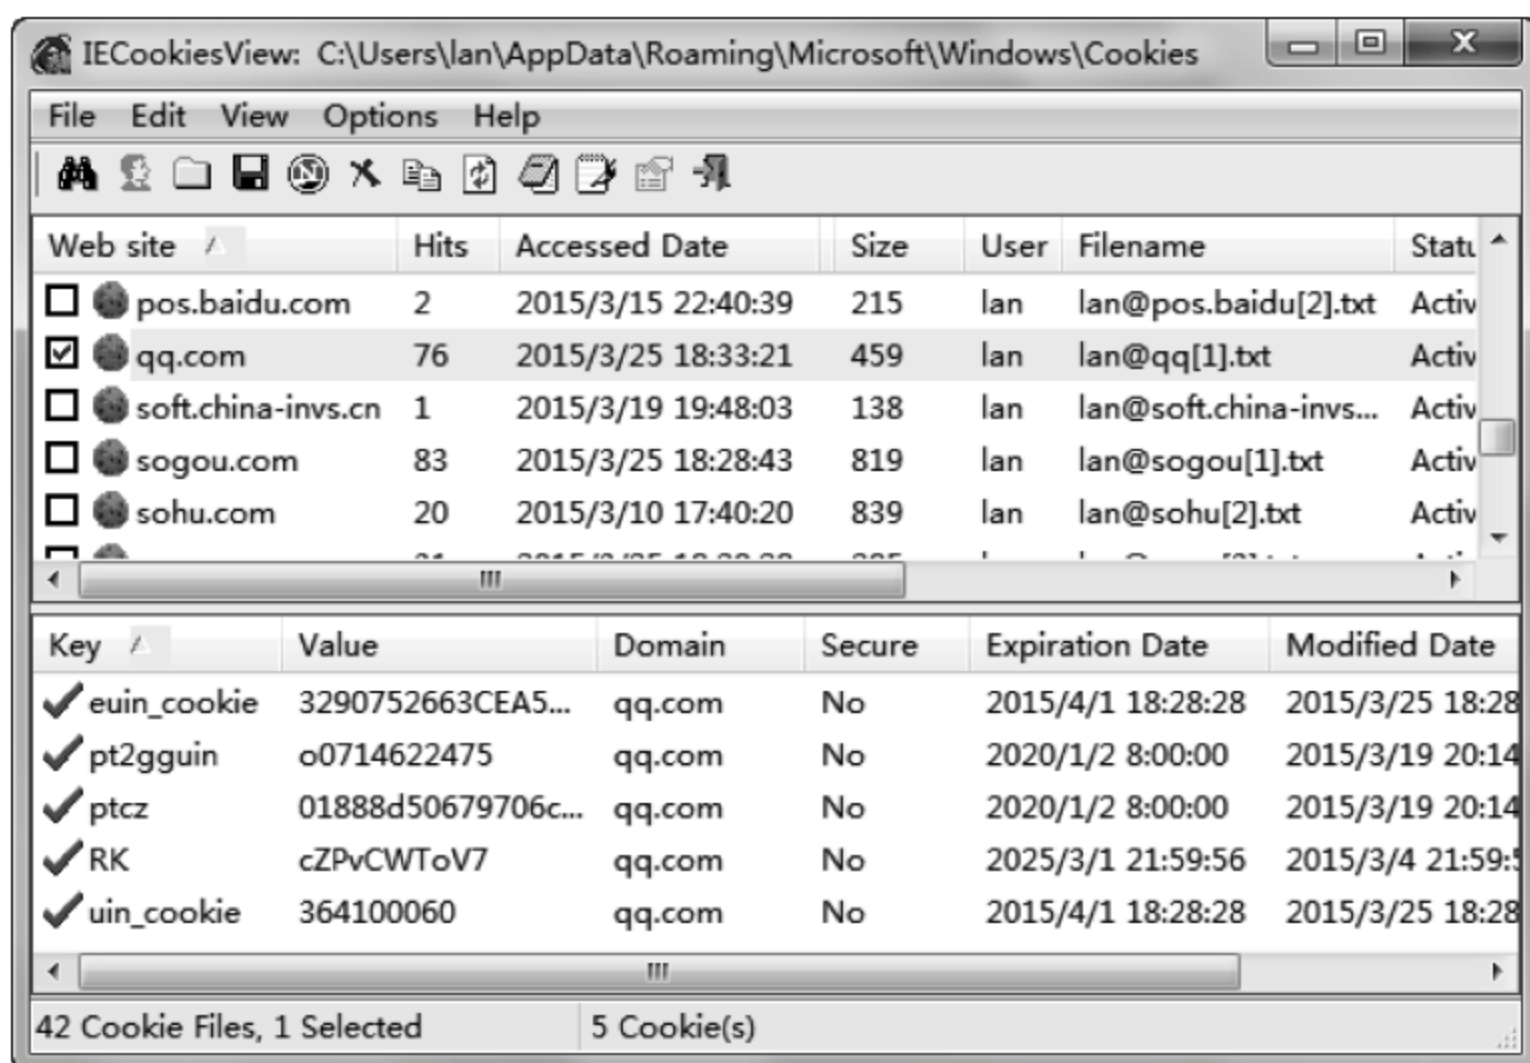 IECookiesView: C:\Users\lan\AppData\Roaming\Microsoft\Windows\Cookies
File Edit View Options Help
Web site Hits Accessed Date Size User Filename Statu
pos.baidu.com 2 2015/3/15 22:40:39 215 lan lan@pos.baidu[2].txt Activ
qq.com 76 2015/3/25 18:33:21 459 lan lan@qq[1].txt Activ
soft.china-invs.cn 1 2015/3/19 19:48:03 138 lan lan@soft.china-invs... Activ
sogou.com 83 2015/3/25 18:28:43 819 lan lan@sogou[1].txt Activ
sohu.com 20 2015/3/10 17:40:20 839 lan lan@sohu[2].txt Activ
Key Value Domain Secure Expiration Date Modified Date
euin_cookie 3290752663CEA5... qq.com No 2015/4/1 18:28:28 2015/3/25 18:28
pt2gguin o0714622475 qq.com No 2020/1/2 8:00:00 2015/3/19 20:14
ptcz 01888d50679706c... qq.com No 2020/1/2 8:00:00 2015/3/19 20:14
RK cZPvCWToV7 qq.com No 2025/3/1 21:59:56 2015/3/4 21:59:5
uin_cookie 364100060 qq.com No 2015/4/1 18:28:28 2015/3/25 18:28
42 Cookie Files, 1 Selected 5 Cookie(s)